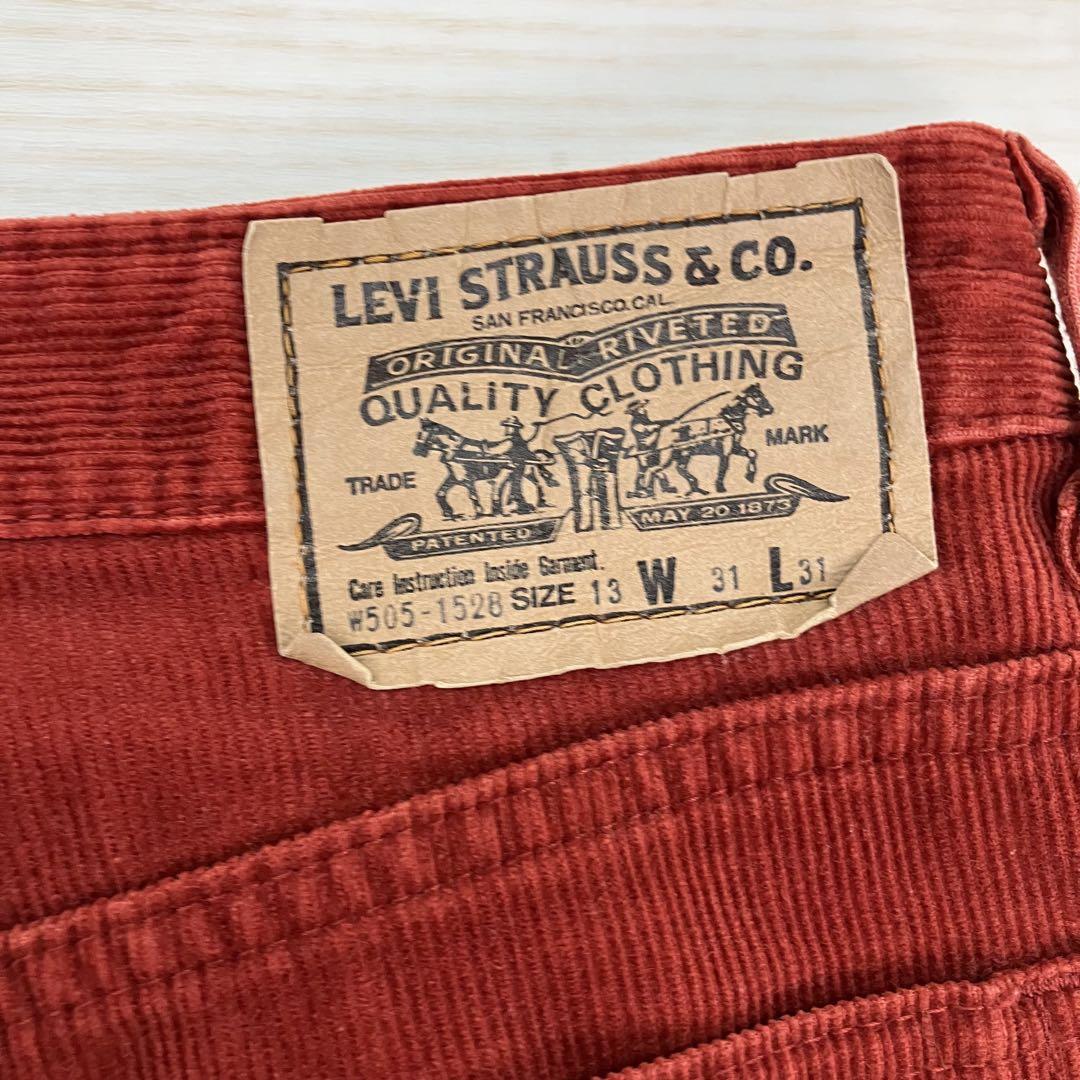 LEVI STRAUSS & CO.
SAN FRANCISCO, CAL.
ORIGINAL RIVETED
QUALITY CLOTHING
TRADE MARK
PATENTED MAY 20 1873
Care Instruction Inside Garment.
W505-1528 SIZE 13 W 31 L 31